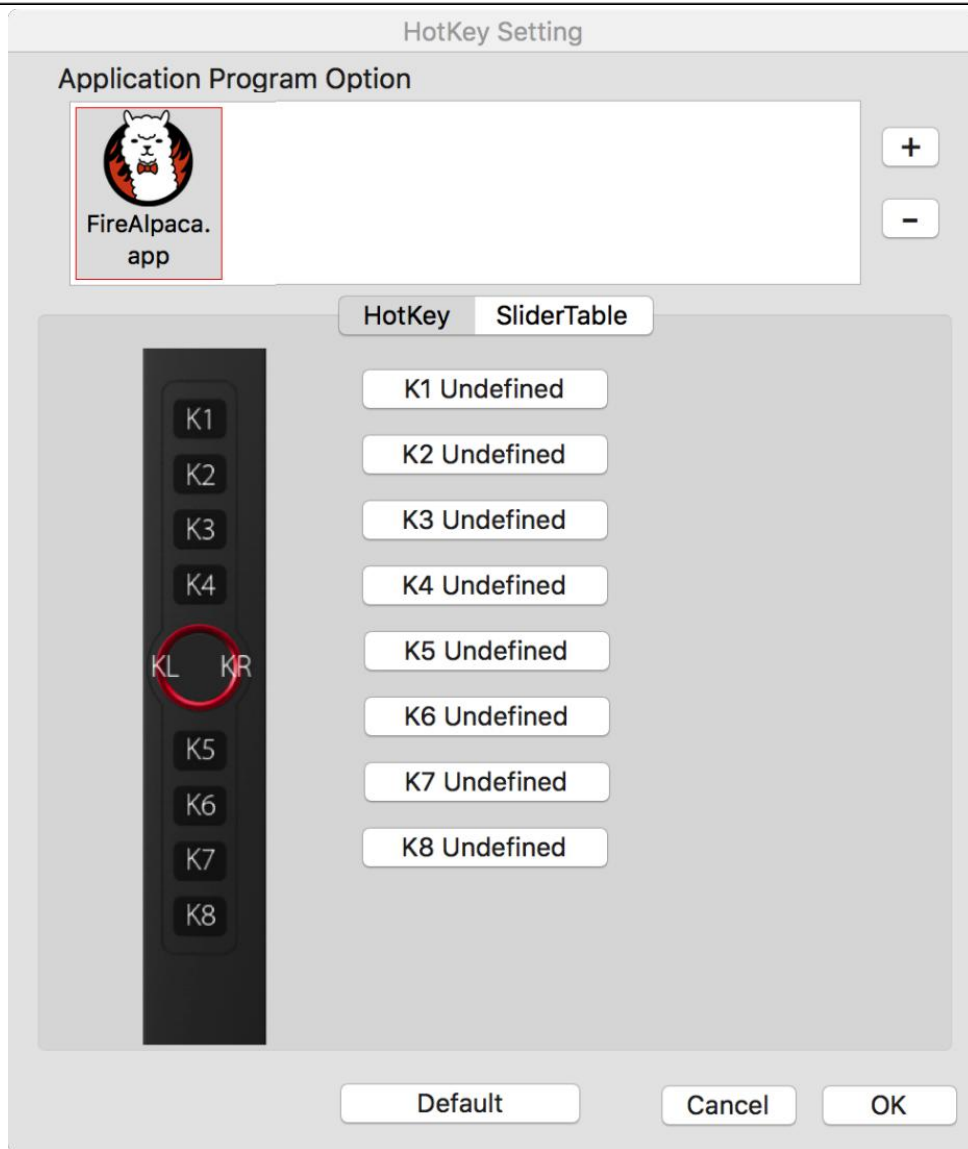 HotKey Setting
Application Program Option
+
FireAlpaca.
app
-
HotKey SliderTable
K1 Undefined
K2 Undefined
K3 Undefined
K4 Undefined
K5 Undefined
K6 Undefined
K7 Undefined
K8 Undefined
K1
K2
K3
K4
KL KR
K5
K6
K7
K8
Default Cancel OK